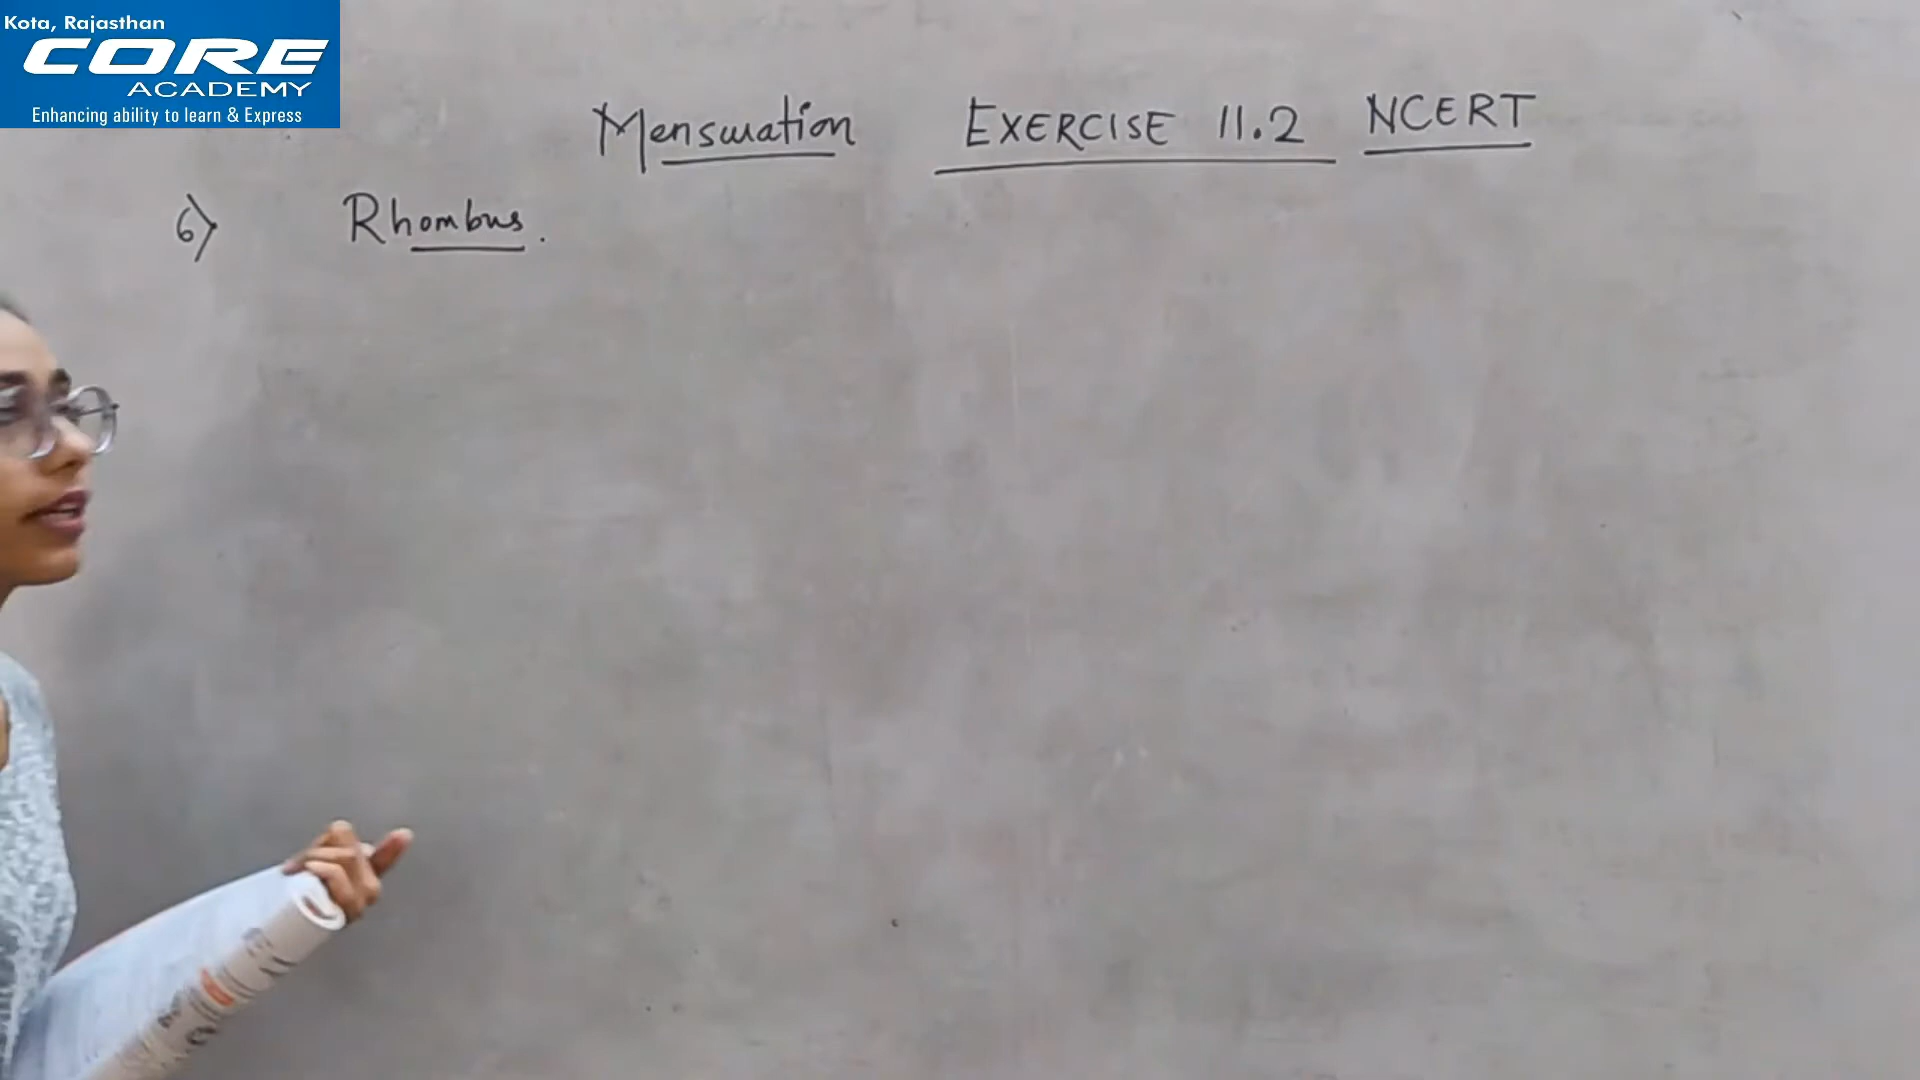 Kota, Rajasthan
CORE
ACADEMY
Enhancing ability to learn & Express
Mensuration EXERCISE 11.2 NCERT
6) Rhombus.